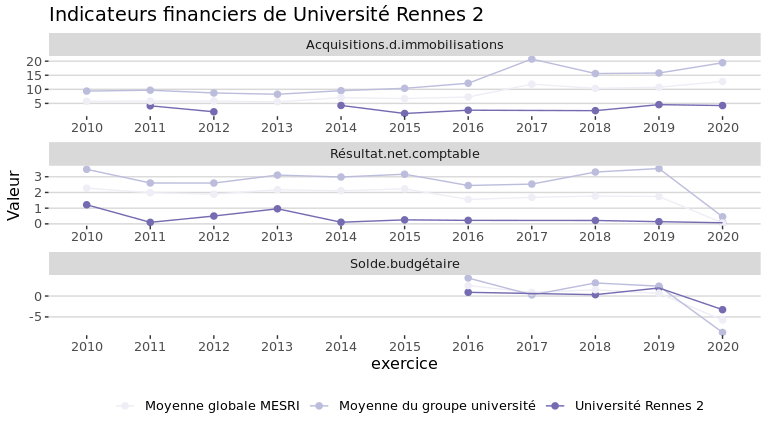 Indicateurs financiers de Université Rennes 2
Acquisitions.d.immobilisations
20
15
10
5
2010 2011 2012 2013 2014 2015 2016 2017 2018 2019 2020
Résultat.net.comptable
3
2
1
0
2010 2011 2012 2013 2014 2015 2016 2017 2018 2019 2020
Valeur
Solde.budgétaire
0
-5
2010 2011 2012 2013 2014 2015 2016 2017 2018 2019 2020
exercice
Moyenne globale MESRI Moyenne du groupe université Université Rennes 2